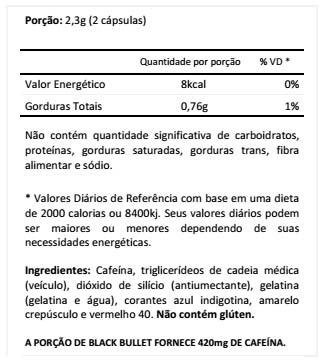 Porção: 2,3g (2 cápsulas)
Quantidade por porção % VD *
Valor Energético 8kcal 0%
Gorduras Totais 0,76g 1%
Não contém quantidade significativa de carboidratos,
proteínas, gorduras saturadas, gorduras trans, fibra
alimentar e sódio.
* Valores Diários de Referência com base em uma dieta
de 2000 calorias ou 8400kj. Seus valores diários podem
ser maiores ou menores dependendo de suas
necessidades energéticas.
Ingredientes: Cafeína, triglicerídeos de cadeia médica
(veículo), dióxido de silício (antiumectante), gelatina
(gelatina e água), corantes azul indigotina, amarelo
crepúsculo e vermelho 40. Não contém glúten.
A PORÇÃO DE BLACK BULLET FORNECE 420mg DE CAFEÍNA.